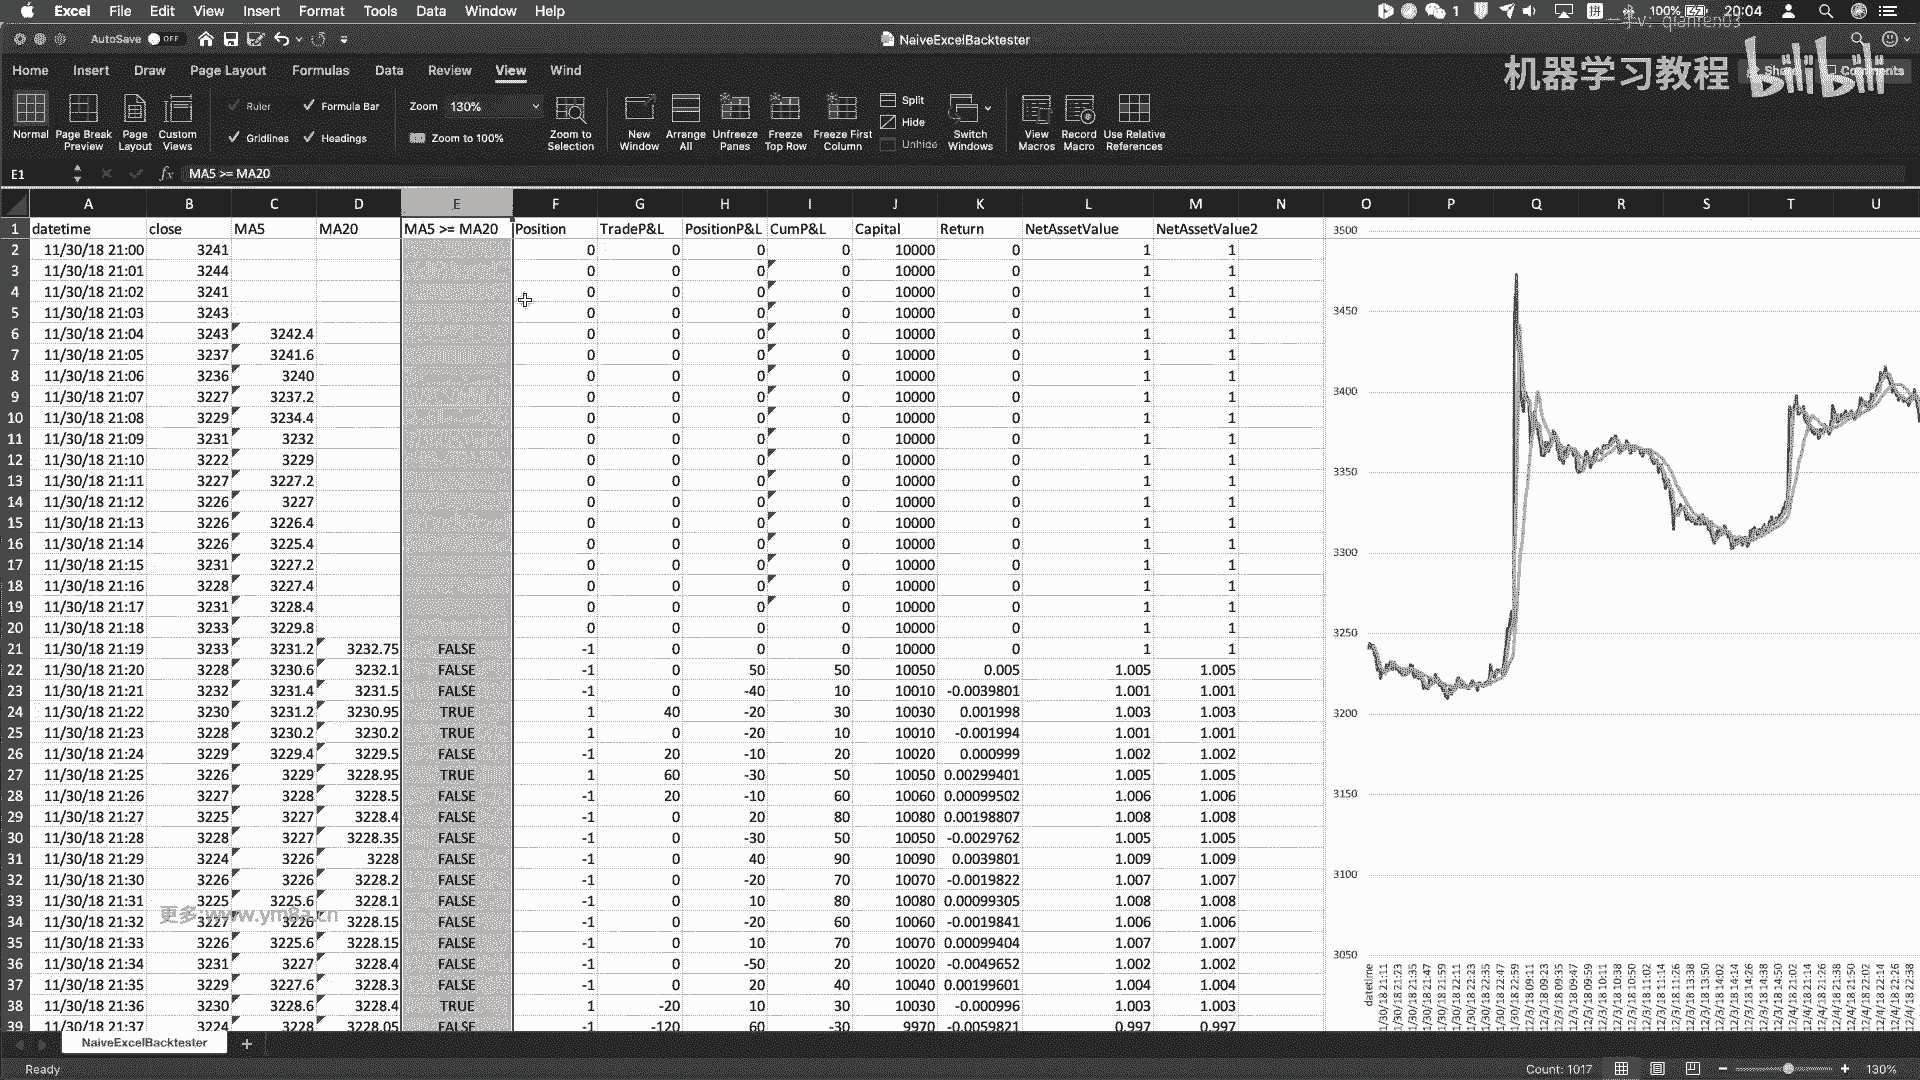 Excel File Edit View Insert Format Tools Data Window Help 1 100% 20:04
AutoSave OFF NaiveExcelBacktester
Home Insert Draw Page Layout Formulas Data Review View Wind Share Comments
机器学习教程 bilibili
Ruler Formula Bar Zoom 130% Split
Hide
Unhide
Gridlines Headings Zoom to 100%
Normal Page Break Preview Page Layout Custom Views Zoom to Selection New Window Arrange All Unfreeze Panes Freeze Top Row Freeze First Column Switch Windows View Macros Record Macro Use Relative References
E1 fx MA5 >= MA20
A B C D E F G H I J K L M N O P Q R S T U
1 datetime close MA5 MA20 MA5 >= MA20 Position TradeP&L PositionP&L CumP&L Capital Return NetAssetValue NetAssetValue2
2 11/30/18 21:00 3241 0 0 0 0 10000 0 1 1
3 11/30/18 21:01 3244 0 0 0 0 10000 0 1 1
4 11/30/18 21:02 3241 0 0 0 0 10000 0 1 1
5 11/30/18 21:03 3243 0 0 0 0 10000 0 1 1
6 11/30/18 21:04 3243 3242.4 0 0 0 0 10000 0 1 1
7 11/30/18 21:05 3237 3241.6 0 0 0 0 10000 0 1 1
8 11/30/18 21:06 3236 3240 0 0 0 0 10000 0 1 1
9 11/30/18 21:07 3227 3237.2 0 0 0 0 10000 0 1 1
10 11/30/18 21:08 3229 3234.4 0 0 0 0 10000 0 1 1
11 11/30/18 21:09 3231 3232 0 0 0 0 10000 0 1 1
12 11/30/18 21:10 3222 3229 0 0 0 0 10000 0 1 1
13 11/30/18 21:11 3227 3227.2 0 0 0 0 10000 0 1 1
14 11/30/18 21:12 3226 3227 0 0 0 0 10000 0 1 1
15 11/30/18 21:13 3226 3226.4 0 0 0 0 10000 0 1 1
16 11/30/18 21:14 3226 3225.4 0 0 0 0 10000 0 1 1
17 11/30/18 21:15 3231 3227.2 0 0 0 0 10000 0 1 1
18 11/30/18 21:16 3228 3227.4 0 0 0 0 10000 0 1 1
19 11/30/18 21:17 3231 3228.4 0 0 0 0 10000 0 1 1
20 11/30/18 21:18 3233 3229.8 0 0 0 0 10000 0 1 1
21 11/30/18 21:19 3233 3231.2 3232.75 FALSE -1 0 0 0 10000 0 1 1
22 11/30/18 21:20 3228 3230.6 3232.1 FALSE -1 0 50 50 10050 0.005 1.005 1.005
23 11/30/18 21:21 3232 3231.4 3231.5 FALSE -1 0 -40 10 10010 -0.0039801 1.001 1.001
24 11/30/18 21:22 3230 3231.2 3230.95 TRUE 1 40 -20 30 10030 0.001998 1.003 1.003
25 11/30/18 21:23 3228 3230.2 3230.2 TRUE 1 0 -20 10 10010 -0.001994 1.001 1.001
26 11/30/18 21:24 3229 3229.4 3229.5 FALSE -1 20 -10 20 10020 0.000999 1.002 1.002
27 11/30/18 21:25 3226 3229 3228.95 TRUE 1 60 -30 50 10050 0.00299401 1.005 1.005
28 11/30/18 21:26 3227 3228 3228.5 FALSE -1 20 -10 60 10060 0.00099502 1.006 1.006
29 11/30/18 21:27 3225 3227 3228.4 FALSE -1 0 20 80 10080 0.00198807 1.008 1.008
30 11/30/18 21:28 3228 3227 3228.35 FALSE -1 0 -30 50 10050 -0.0029762 1.005 1.005
31 11/30/18 21:29 3224 3226 3228 FALSE -1 0 40 90 10090 0.0039801 1.009 1.009
32 11/30/18 21:30 3226 3226 3228.2 FALSE -1 0 -20 70 10070 -0.0019822 1.007 1.007
33 11/30/18 21:31 3225 3225.6 3228.1 FALSE -1 0 10 80 10080 0.00099305 1.008 1.008
更多:www.ym8a.cn
34 11/30/18 21:32 3227 3226 3228.15 FALSE -1 0 -20 60 10060 -0.0019841 1.006 1.006
35 11/30/18 21:33 3226 3225.6 3228.15 FALSE -1 0 10 70 10070 0.00099404 1.007 1.007
36 11/30/18 21:34 3231 3227 3228.4 FALSE -1 0 -50 20 10020 -0.0049652 1.002 1.002
37 11/30/18 21:35 3229 3227.6 3228.3 FALSE -1 0 20 40 10040 0.00199601 1.004 1.004
38 11/30/18 21:36 3230 3228.6 3228.4 TRUE 1 -20 10 30 10030 -0.000996 1.003 1.003
39 11/30/18 21:37 3224 3228 3228.05 FALSE -1 -120 60 -30 9970 -0.0059821 0.997 0.997
3500
3450
3400
3350
3300
3250
3200
3150
3100
3050
datetime
NaiveExcelBacktester
Ready Count: 1017 130%